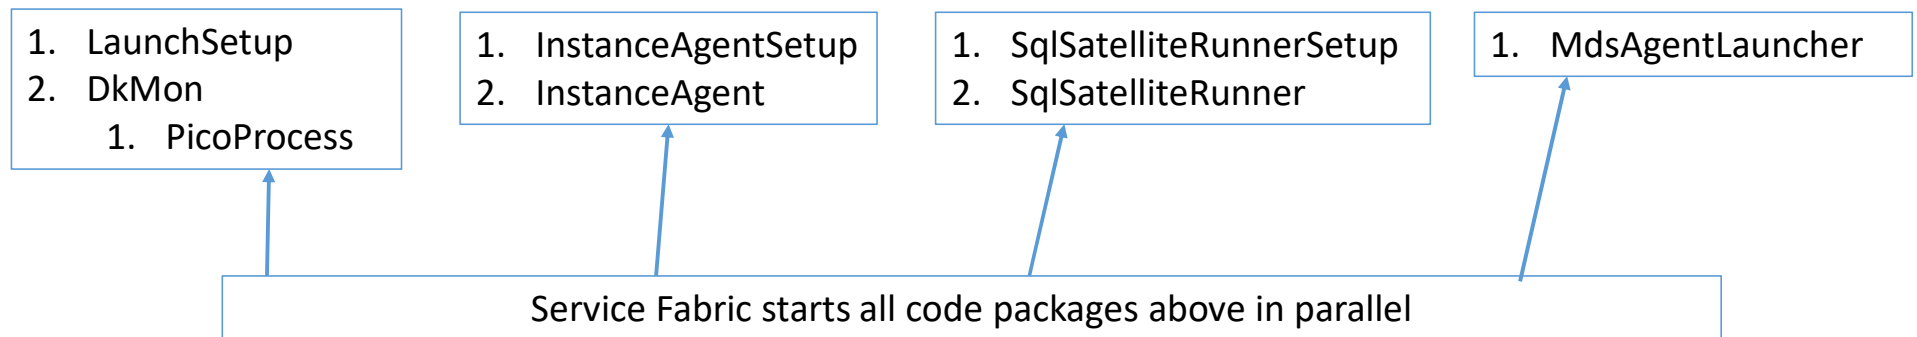 1. LaunchSetup
2. DkMon
1. PicoProcess
1. InstanceAgentSetup
2. InstanceAgent
1. SqlSatelliteRunnerSetup
2. SqlSatelliteRunner
1. MdsAgentLauncher
Service Fabric starts all code packages above in parallel